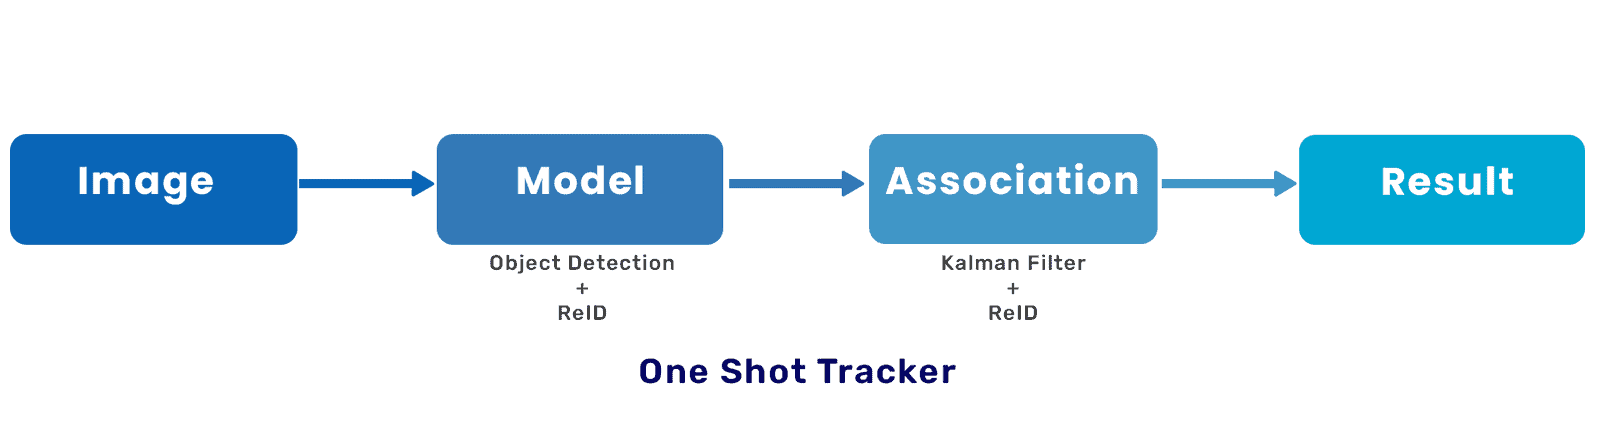 Image
Model
Association
Result
Object Detection
+
ReID
Kalman Filter
+
ReID
One Shot Tracker